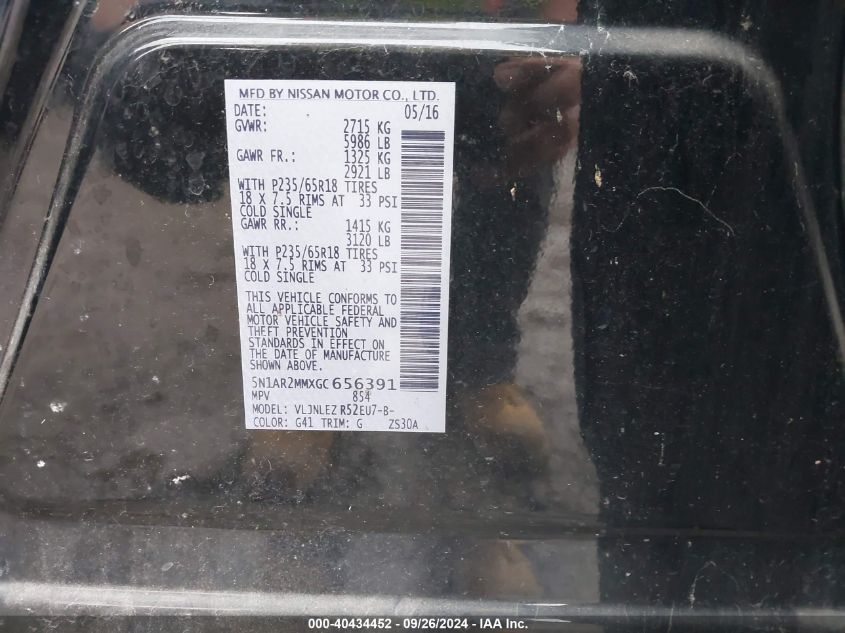 MFD BY NISSAN MOTOR CO., LTD.
DATE: 05/16
GVWR: 2715 KG
5986 LB
GAWR FR.: 1325 KG
2921 LB
WITH P235/65R18 TIRES
18 X 7.5 RIMS AT 33 PSI
COLD SINGLE
GAWR RR.: 1415 KG
3120 LB
WITH P235/65R18 TIRES
18 X 7.5 RIMS AT 33 PSI
COLD SINGLE
THIS VEHICLE CONFORMS TO
ALL APPLICABLE FEDERAL
MOTOR VEHICLE SAFETY AND
THEFT PREVENTION
STANDARDS IN EFFECT ON
THE DATE OF MANUFACTURE
SHOWN ABOVE.
5N1AR2MMXGC 656391
MPV 854
MODEL: VLJNLEZ R52EU7-B-
COLOR: G41 TRIM: G ZS30A
000-40434452 - 09/26/2024 - IAA Inc.